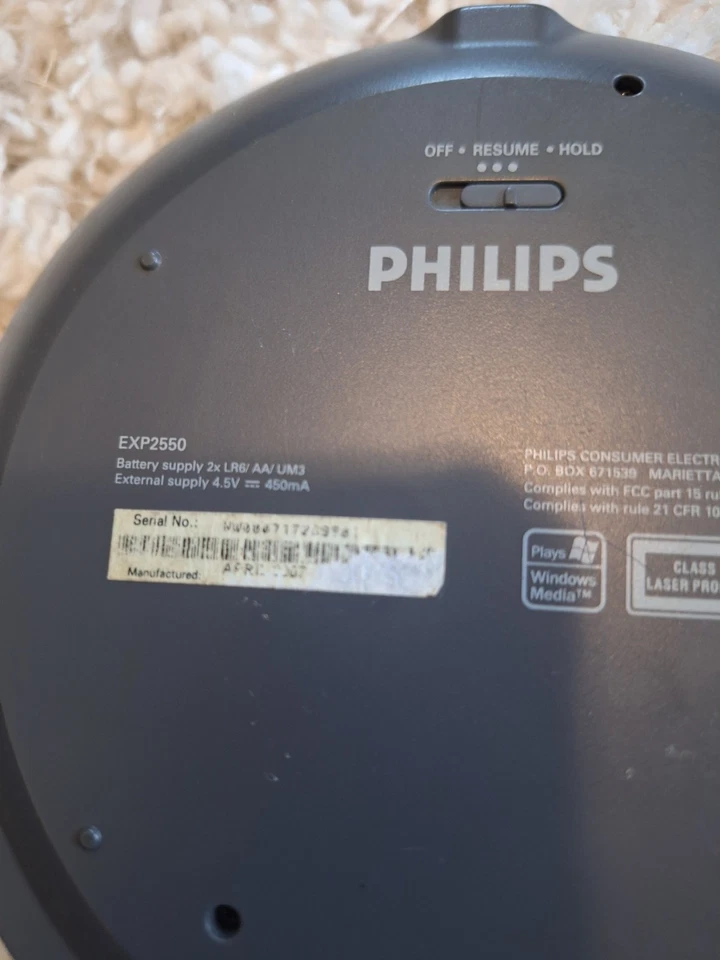 OFF • RESUME • HOLD
PHILIPS
EXP2550
Battery supply 2x LR6/ AA/ UM3
External supply 4.5V ⎓ 450mA
PHILIPS CONSUMER ELECTR
P.O. BOX 671539 MARIETTA
Complies with FCC part 15 ru
Complies with rule 21 CFR 10
Serial No.:
Manufactured:
Plays
Windows
Media™
CLASS
LASER PRO